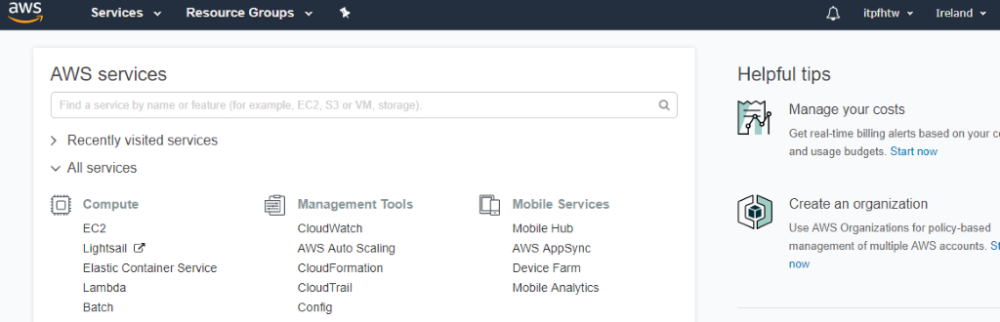 aws Services Resource Groups itpfhtw Ireland
AWS services
Find a service by name or feature (for example, EC2, S3 or VM, storage).
Recently visited services
All services
Compute
EC2
Lightsail
Elastic Container Service
Lambda
Batch
Management Tools
CloudWatch
AWS Auto Scaling
CloudFormation
CloudTrail
Config
Mobile Services
Mobile Hub
AWS AppSync
Device Farm
Mobile Analytics
Helpful tips
Manage your costs
Get real-time billing alerts based on your
and usage budgets. Start now
Create an organization
Use AWS Organizations for policy-based
management of multiple AWS accounts.
now